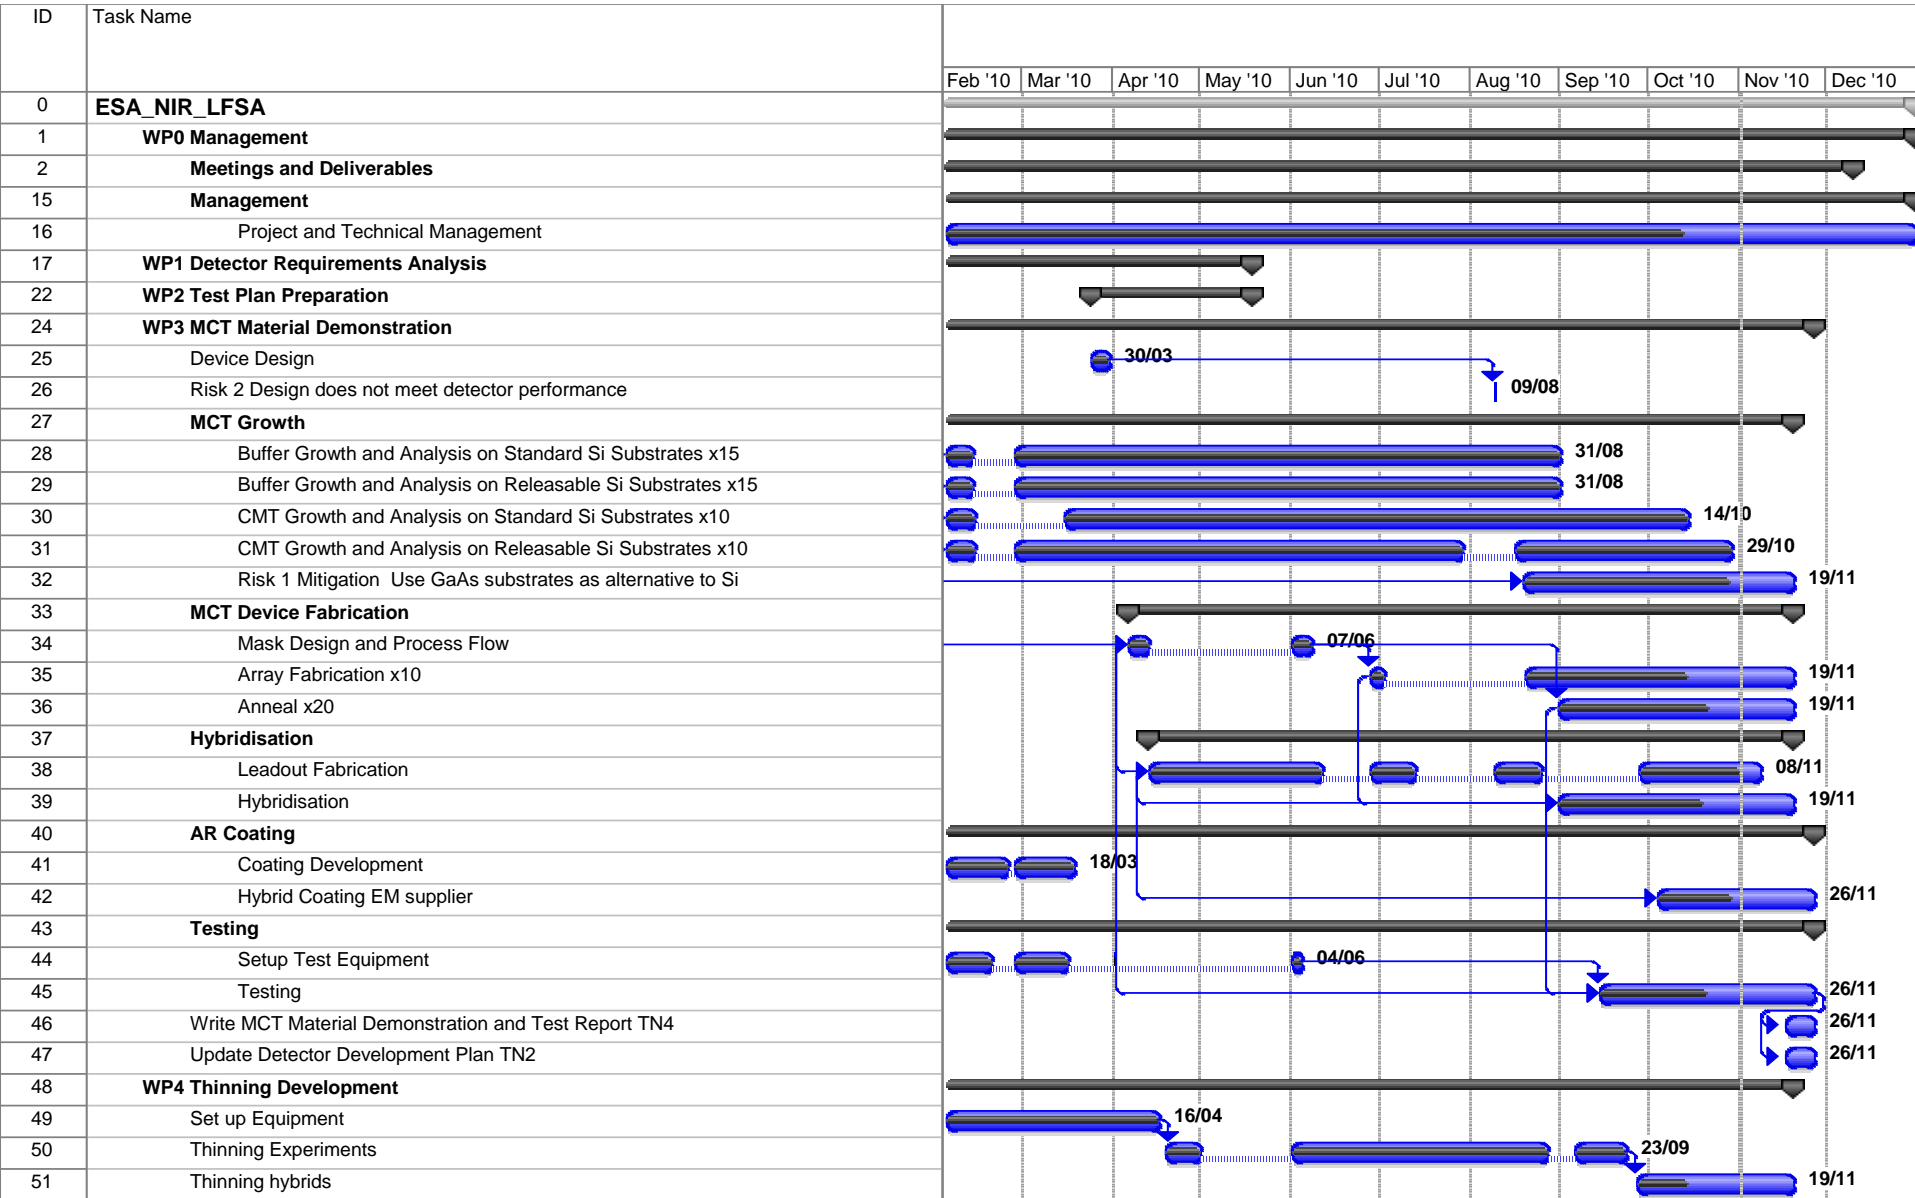 ID Task Name
Feb '10 Mar '10 Apr '10 May '10 Jun '10 Jul '10 Aug '10 Sep '10 Oct '10 Nov '10 Dec '10
0 ESA_NIR_LFSA
1 WP0 Management
2 Meetings and Deliverables
15 Management
16 Project and Technical Management
17 WP1 Detector Requirements Analysis
22 WP2 Test Plan Preparation
24 WP3 MCT Material Demonstration
25 Device Design 30/03
26 Risk 2 Design does not meet detector performance 09/08
27 MCT Growth
28 Buffer Growth and Analysis on Standard Si Substrates x15 31/08
29 Buffer Growth and Analysis on Releasable Si Substrates x15 31/08
30 CMT Growth and Analysis on Standard Si Substrates x10 14/10
31 CMT Growth and Analysis on Releasable Si Substrates x10 29/10
32 Risk 1 Mitigation Use GaAs substrates as alternative to Si 19/11
33 MCT Device Fabrication
34 Mask Design and Process Flow 07/06
35 Array Fabrication x10 19/11
36 Anneal x20 19/11
37 Hybridisation
38 Leadout Fabrication 08/11
39 Hybridisation 19/11
40 AR Coating
41 Coating Development 18/03
42 Hybrid Coating EM supplier 26/11
43 Testing
44 Setup Test Equipment 04/06
45 Testing 26/11
46 Write MCT Material Demonstration and Test Report TN4 26/11
47 Update Detector Development Plan TN2 26/11
48 WP4 Thinning Development
49 Set up Equipment 16/04
50 Thinning Experiments 23/09
51 Thinning hybrids 19/11